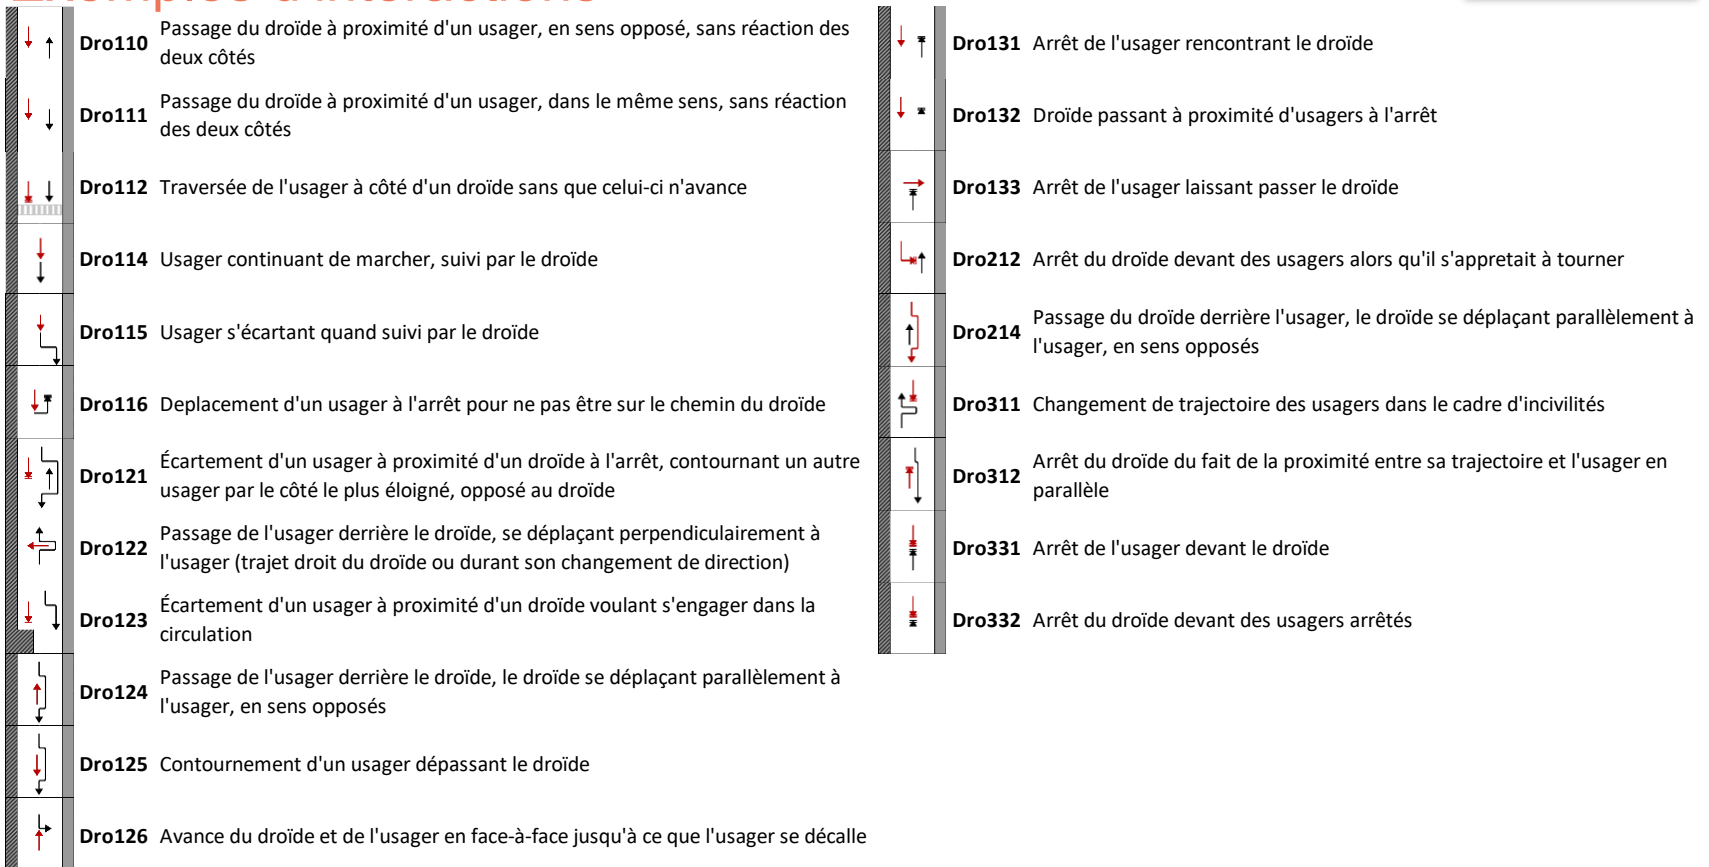 Exemples d'interactions
Dro110 Passage du droïde à proximité d'un usager, en sens opposé, sans réaction des
deux côtés
Dro111 Passage du droïde à proximité d'un usager, dans le même sens, sans réaction
des deux côtés
Dro112 Traversée de l'usager à côté d'un droïde sans que celui-ci n'avance
Dro114 Usager continuant de marcher, suivi par le droïde
Dro115 Usager s'écartant quand suivi par le droïde
Dro116 Deplacement d'un usager à l'arrêt pour ne pas être sur le chemin du droïde
Dro121 Écartement d'un usager à proximité d'un droïde à l'arrêt, contournant un autre
usager par le côté le plus éloigné, opposé au droïde
Dro122 Passage de l'usager derrière le droïde, se déplaçant perpendiculairement à
l'usager (trajet droit du droïde ou durant son changement de direction)
Dro123 Écartement d'un usager à proximité d'un droïde voulant s'engager dans la
circulation
Dro124 Passage de l'usager derrière le droïde, le droïde se déplaçant parallèlement à
l'usager, en sens opposés
Dro125 Contournement d'un usager dépassant le droïde
Dro126 Avance du droïde et de l'usager en face-à-face jusqu'à ce que l'usager se décalle
Dro131 Arrêt de l'usager rencontrant le droïde
Dro132 Droïde passant à proximité d'usagers à l'arrêt
Dro133 Arrêt de l'usager laissant passer le droïde
Dro212 Arrêt du droïde devant des usagers alors qu'il s'appretait à tourner
Dro214 Passage du droïde derrière l'usager, le droïde se déplaçant parallèlement à
l'usager, en sens opposés
Dro311 Changement de trajectoire des usagers dans le cadre d'incivilités
Dro312 Arrêt du droïde du fait de la proximité entre sa trajectoire et l'usager en
parallèle
Dro331 Arrêt de l'usager devant le droïde
Dro332 Arrêt du droïde devant des usagers arrêtés